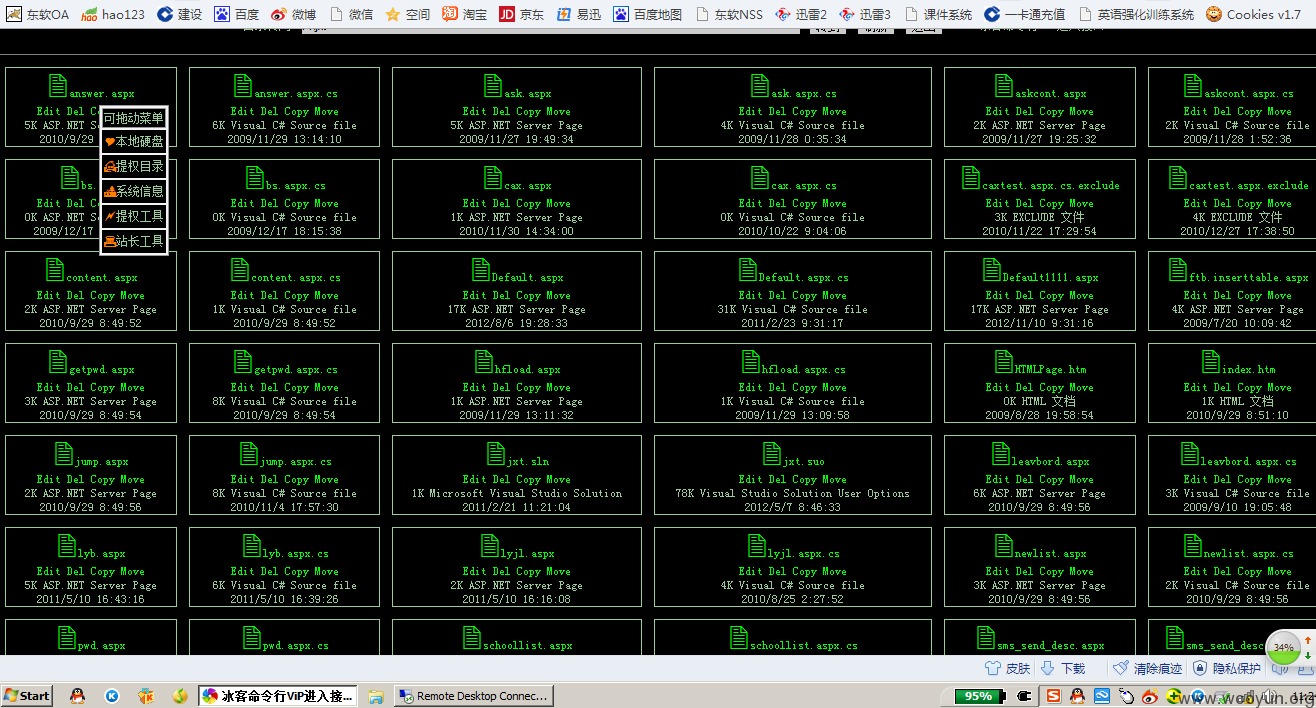 东软OA hao123 建设 百度 微博 微信 空间 淘宝 京东 易迅 百度地图 东软NSS 迅雷2 迅雷3 课件系统 一卡通充值 英语强化训练系统 Cookies v1.7
answer.aspx answer.aspx.cs ask.aspx ask.aspx.cs askcont.aspx askcont.aspx.cs
Edit Del Edit Del Copy Move Edit Del Copy Move Edit Del Copy Move Edit Del Copy Move Edit Del Copy Move
5K ASP.NET 6K Visual C# Source file 5K ASP.NET Server Page 4K Visual C# Source file 2K ASP.NET Server Page 2K Visual C# Source file
2009/9/29 2009/11/29 13:14:10 2009/11/27 19:49:34 2009/11/28 0:35:34 2009/11/27 19:25:32 2009/11/28 1:52:36
可拖动菜单
本地硬盘
提权目录
系统信息
提权工具
站长工具
bs. bs.aspx.cs cax.aspx cax.aspx.cs caxtest.aspx.cs.exclude caxtest.aspx.exclude
Edit Del Edit Del Copy Move Edit Del Copy Move Edit Del Copy Move Edit Del Copy Move Edit Del Copy Move
0K ASP.NET 0K Visual C# Source file 1K ASP.NET Server Page 0K Visual C# Source file 3K EXCLUDE 文件 4K EXCLUDE 文件
2009/12/17 2009/12/17 18:15:38 2010/11/30 14:34:00 2010/10/22 9:04:06 2010/11/22 17:29:54 2010/12/27 17:38:50
content.aspx content.aspx.cs Default.aspx Default.aspx.cs Default1111.aspx ftb.inserttable.aspx
Edit Del Copy Move Edit Del Copy Move Edit Del Copy Move Edit Del Copy Move Edit Del Copy Move Edit Del Copy Move
2K ASP.NET Server Page 1K Visual C# Source file 17K ASP.NET Server Page 31K Visual C# Source file 17K ASP.NET Server Page 4K ASP.NET Server Page
2010/9/29 8:49:52 2010/9/29 8:49:52 2012/8/6 19:28:33 2011/2/23 9:31:17 2012/11/10 9:31:16 2009/7/20 10:09:42
getpwd.aspx getpwd.aspx.cs hfload.aspx hfload.aspx.cs HTMLPage.htm index.htm
Edit Del Copy Move Edit Del Copy Move Edit Del Copy Move Edit Del Copy Move Edit Del Copy Move Edit Del Copy Move
3K ASP.NET Server Page 8K Visual C# Source file 1K ASP.NET Server Page 1K Visual C# Source file 0K HTML 文档 1K HTML 文档
2010/9/29 8:49:54 2010/9/29 8:49:54 2009/11/29 13:11:32 2009/11/29 13:09:58 2009/8/28 19:58:54 2010/9/29 8:51:10
jump.aspx jump.aspx.cs jxt.sln jxt.suo leavbord.aspx leavbord.aspx.cs
Edit Del Copy Move Edit Del Copy Move Edit Del Copy Move Edit Del Copy Move Edit Del Copy Move Edit Del Copy Move
2K ASP.NET Server Page 8K Visual C# Source file 1K Microsoft Visual Studio Solution 78K Visual Studio Solution User Options 6K ASP.NET Server Page 3K Visual C# Source file
2010/9/29 8:49:56 2010/11/4 17:57:30 2011/2/21 11:21:04 2012/5/7 8:46:33 2010/9/29 8:49:56 2009/9/10 19:05:48
lyb.aspx lyb.aspx.cs lyjl.aspx lyjl.aspx.cs newlist.aspx newlist.aspx.cs
Edit Del Copy Move Edit Del Copy Move Edit Del Copy Move Edit Del Copy Move Edit Del Copy Move Edit Del Copy Move
5K ASP.NET Server Page 6K Visual C# Source file 2K ASP.NET Server Page 4K Visual C# Source file 3K ASP.NET Server Page 2K Visual C# Source file
2011/5/10 16:43:16 2011/5/10 16:39:26 2011/5/10 16:16:08 2010/8/25 2:27:52 2010/9/29 8:49:56 2010/9/29 8:49:56
pwd.aspx pwd.aspx.cs schoollist.aspx schoollist.aspx.cs sms_send_desc.aspx sms_send_desc
34%
皮肤 下载 清除痕迹 隐私保护
Start 冰客命令行ViP进入接... Remote Desktop Connec... 95%
www.wooyun.org